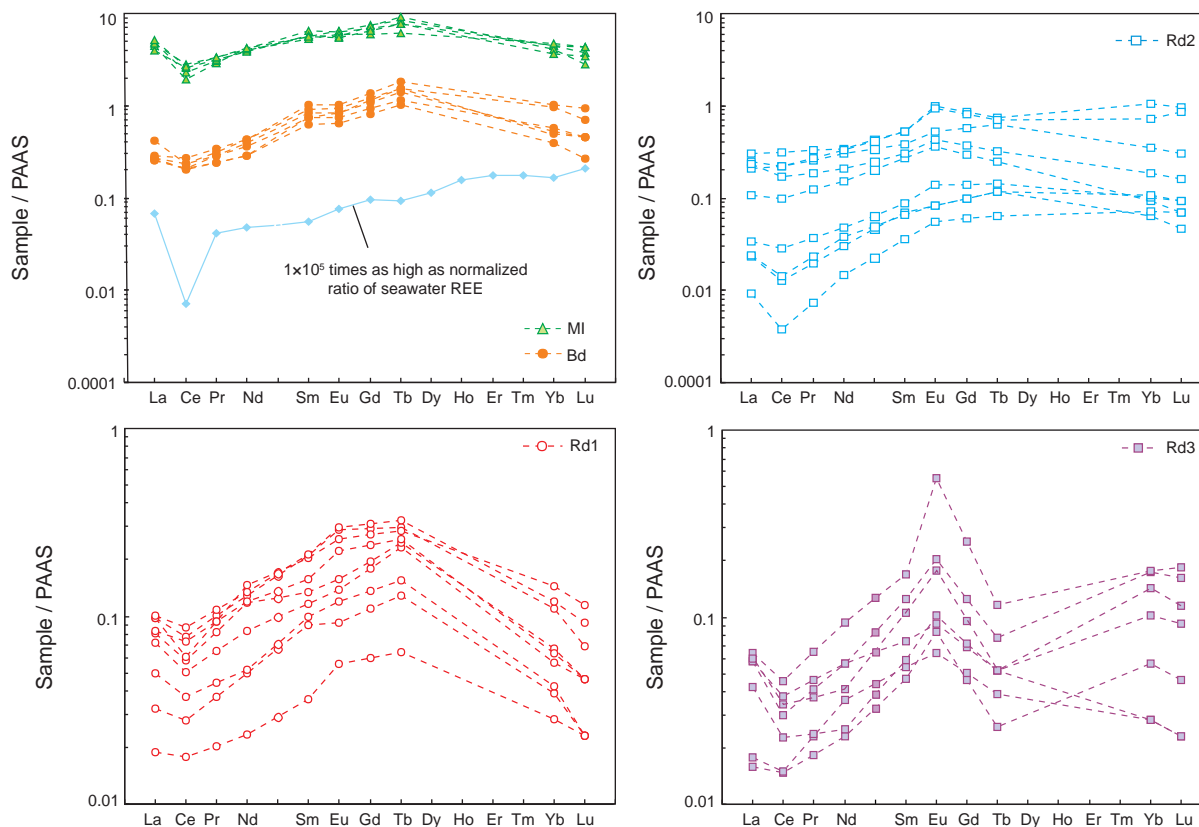 10
1
0.1
0.01
0.0001
Sample / PAAS
1×10⁵ times as high as normalized
ratio of seawater REE
MI
Bd
La Ce Pr Nd Sm Eu Gd Tb Dy Ho Er Tm Yb Lu
10
1
0.1
0.01
0.0001
Sample / PAAS
Rd2
La Ce Pr Nd Sm Eu Gd Tb Dy Ho Er Tm Yb Lu
1
0.1
0.01
Sample / PAAS
Rd1
La Ce Pr Nd Sm Eu Gd Tb Dy Ho Er Tm Yb Lu
1
0.1
0.01
Sample / PAAS
Rd3
La Ce Pr Nd Sm Eu Gd Tb Dy Ho Er Tm Yb Lu